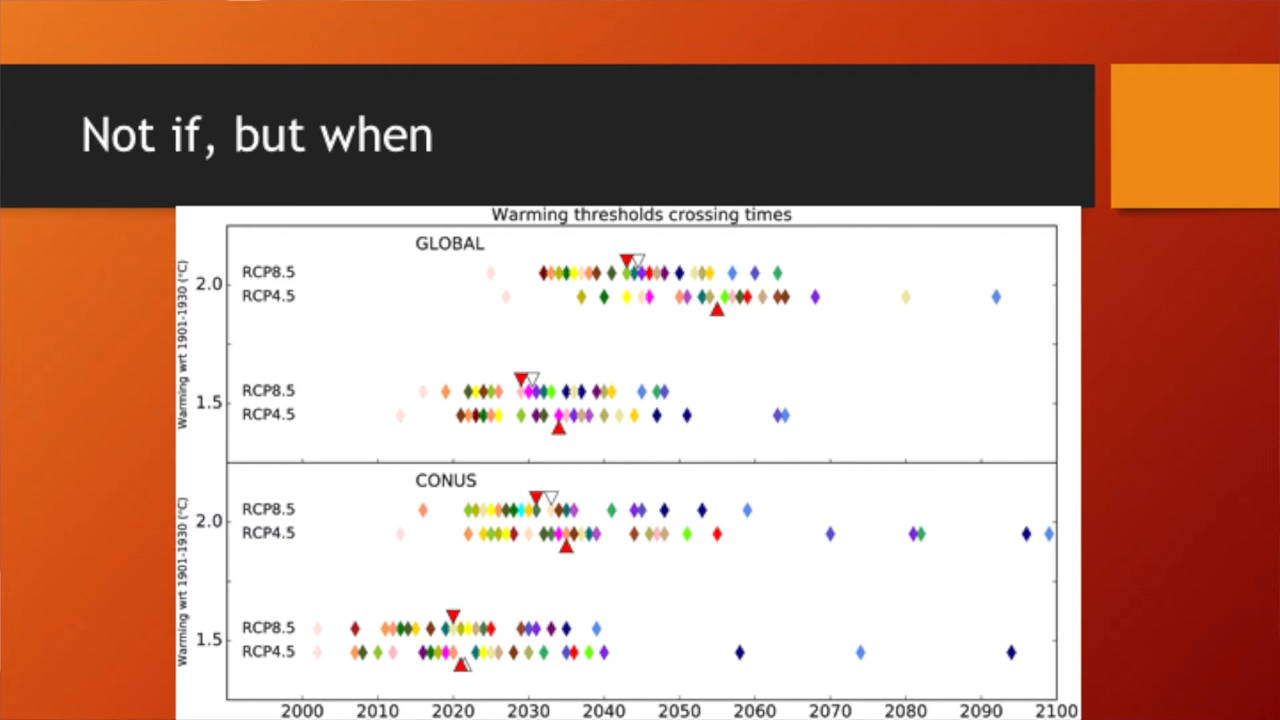 Not if, but when
Warming thresholds crossing times
GLOBAL
RCP8.5
2.0
RCP4.5
RCP8.5
1.5
RCP4.5
Warming wrt 1901-1930 (°C)
CONUS
RCP8.5
2.0
RCP4.5
RCP8.5
1.5
RCP4.5
Warming wrt 1901-1930 (°C)
2000 2010 2020 2030 2040 2050 2060 2070 2080 2090 2100